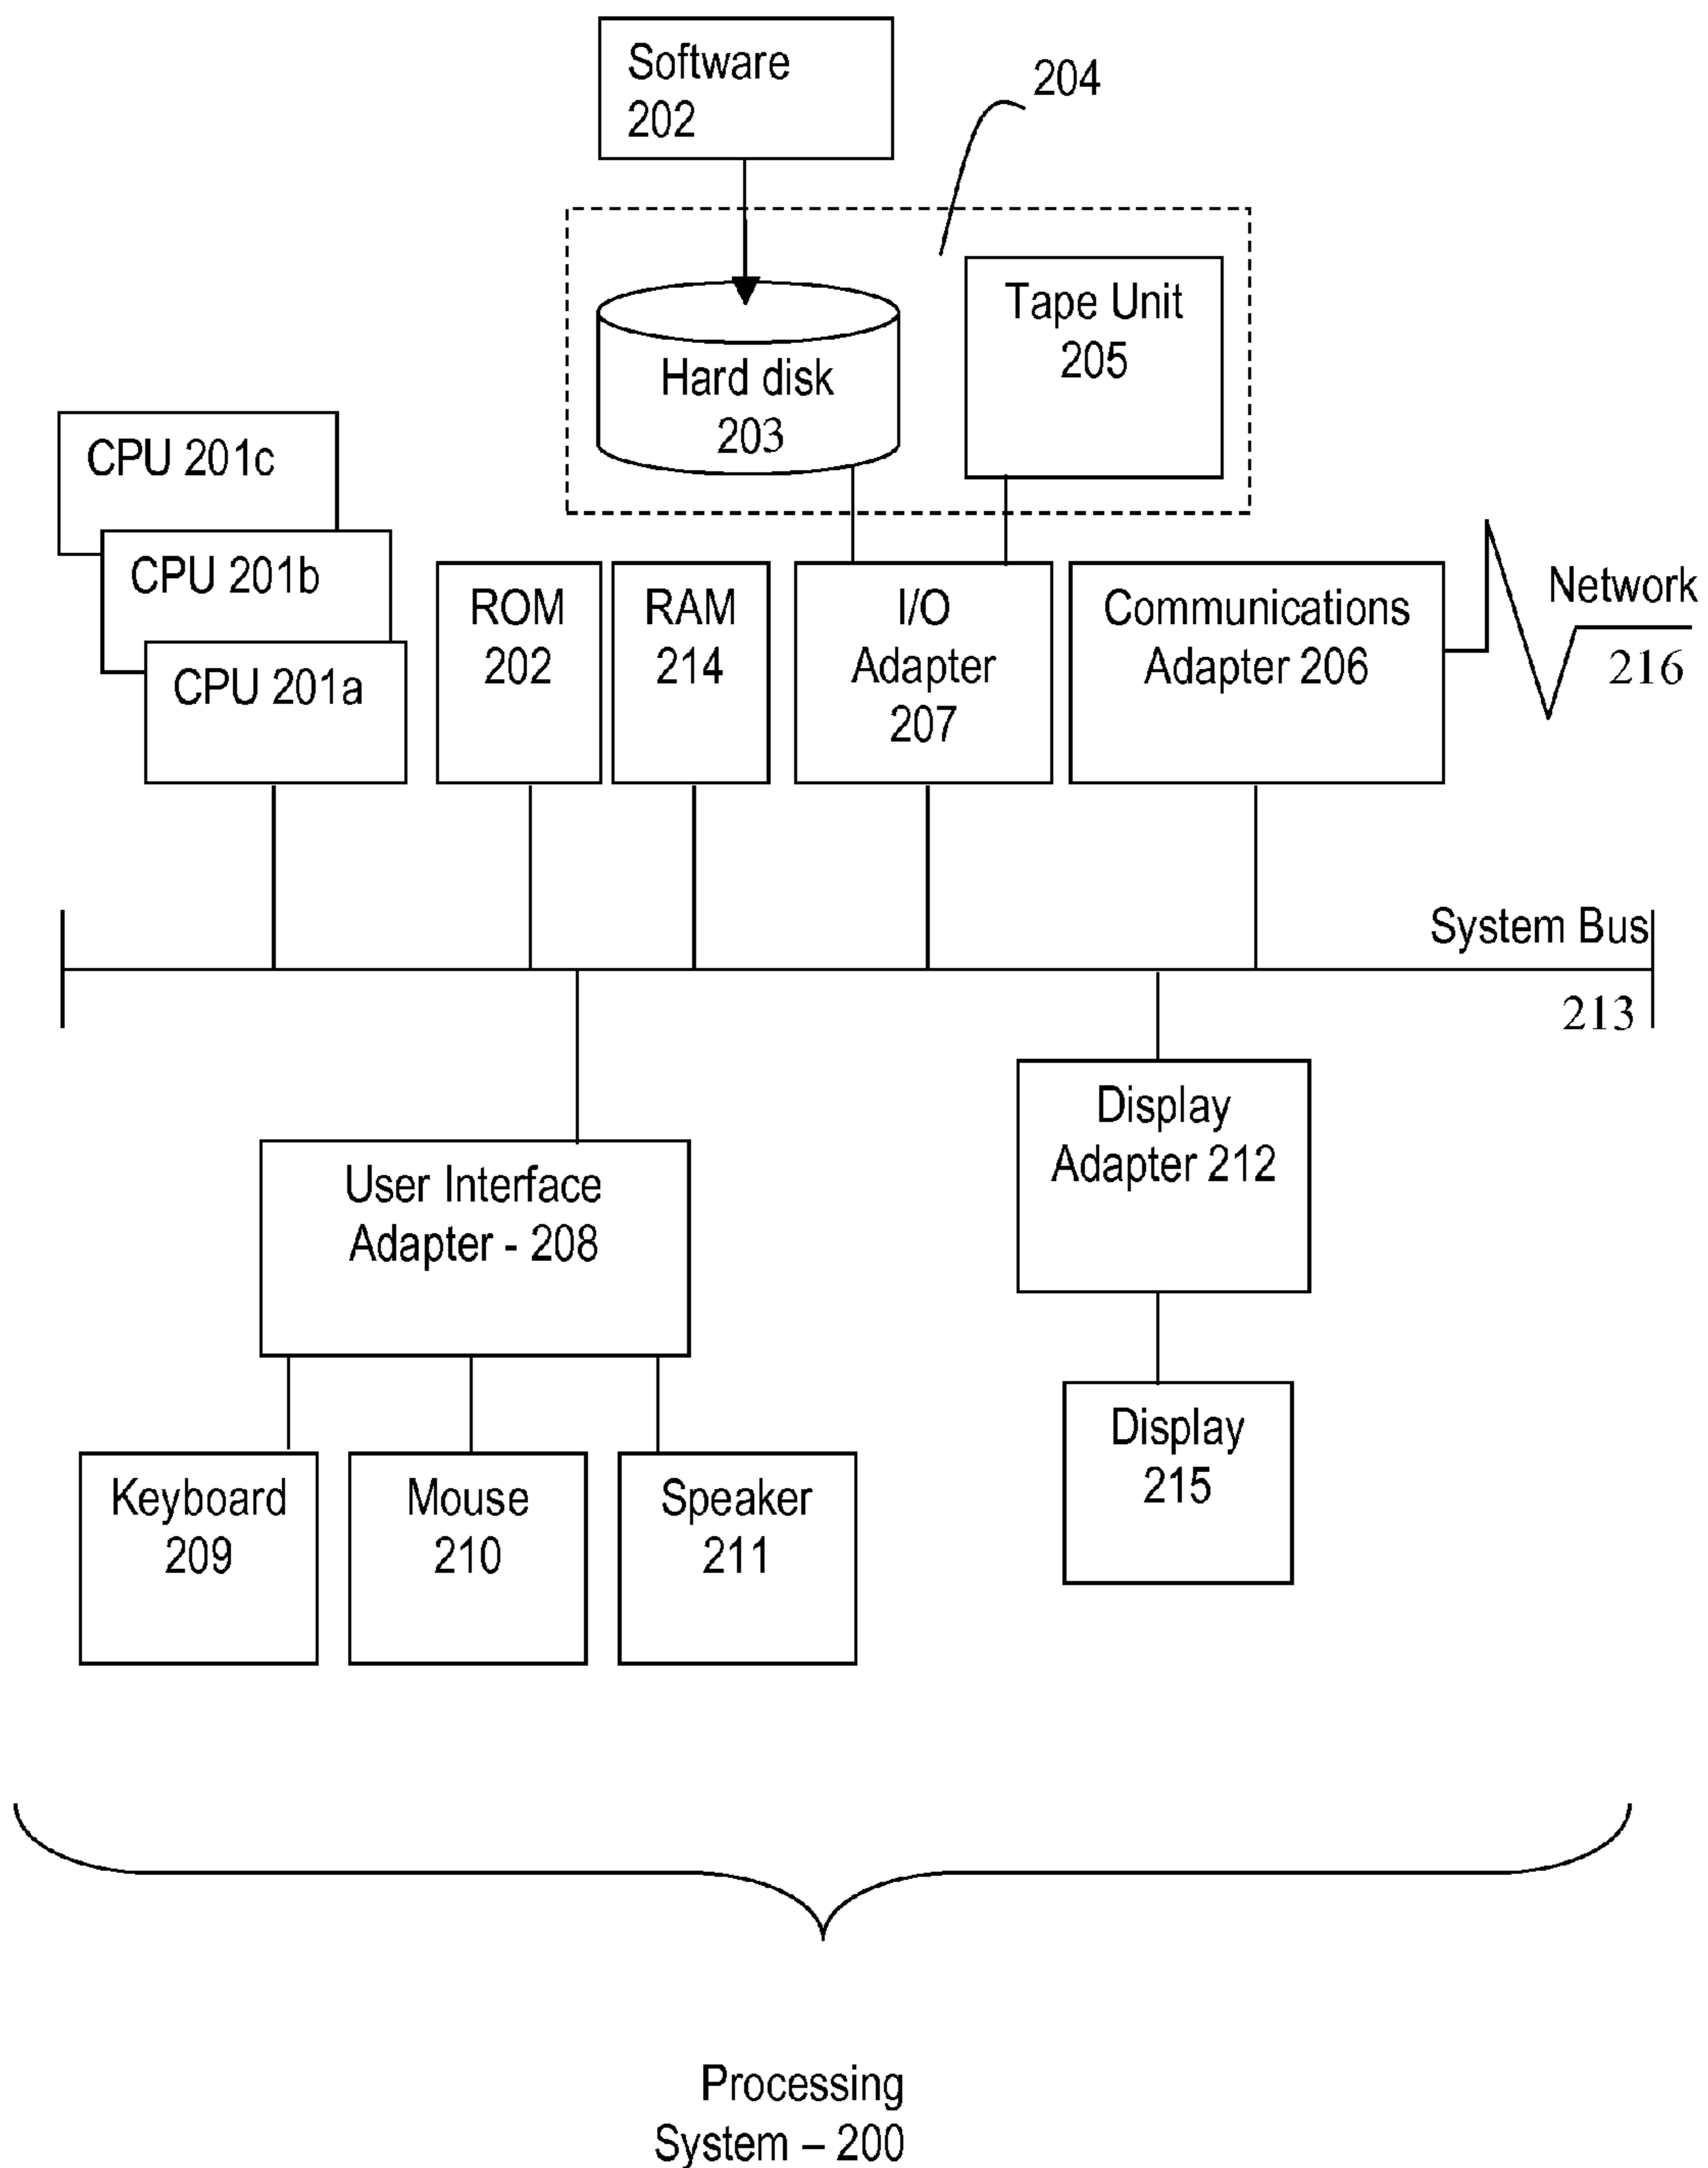 Software
202
204
Hard disk
203
Tape Unit
205
CPU 201c
CPU 201b
CPU 201a
ROM
202
RAM
214
I/O
Adapter
207
Communications
Adapter 206
Network
216
System Bus
213
User Interface
Adapter - 208
Display
Adapter 212
Keyboard
209
Mouse
210
Speaker
211
Display
215
Processing
System – 200